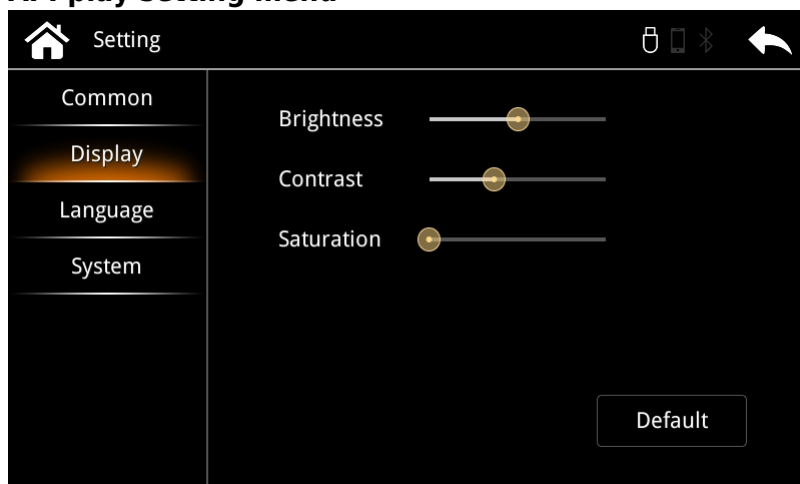 Setting
Common
Display
Language
System
Brightness
Contrast
Saturation
Default